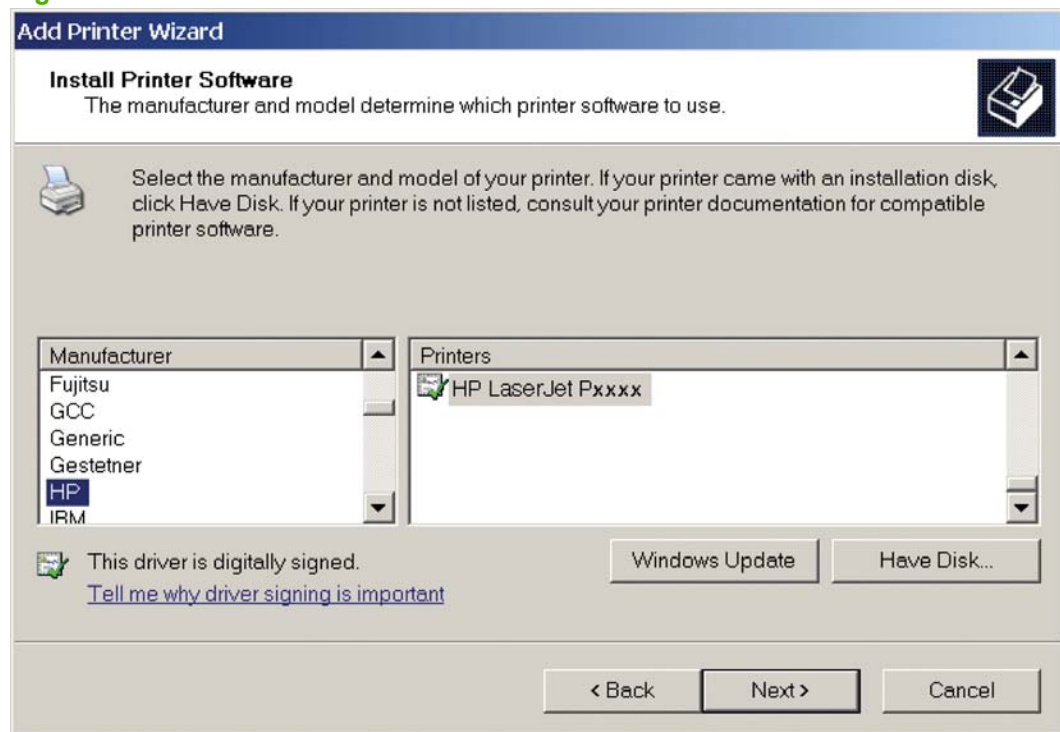 Add Printer Wizard
Install Printer Software
The manufacturer and model determine which printer software to use.
Select the manufacturer and model of your printer. If your printer came with an installation disk,
click Have Disk. If your printer is not listed, consult your printer documentation for compatible
printer software.
Manufacturer
Fujitsu
GCC
Generic
Gestetner
HP
IBM
Printers
HP LaserJet Pxxxx
This driver is digitally signed.
Tell me why driver signing is important
Windows Update
Have Disk...
< Back
Next >
Cancel